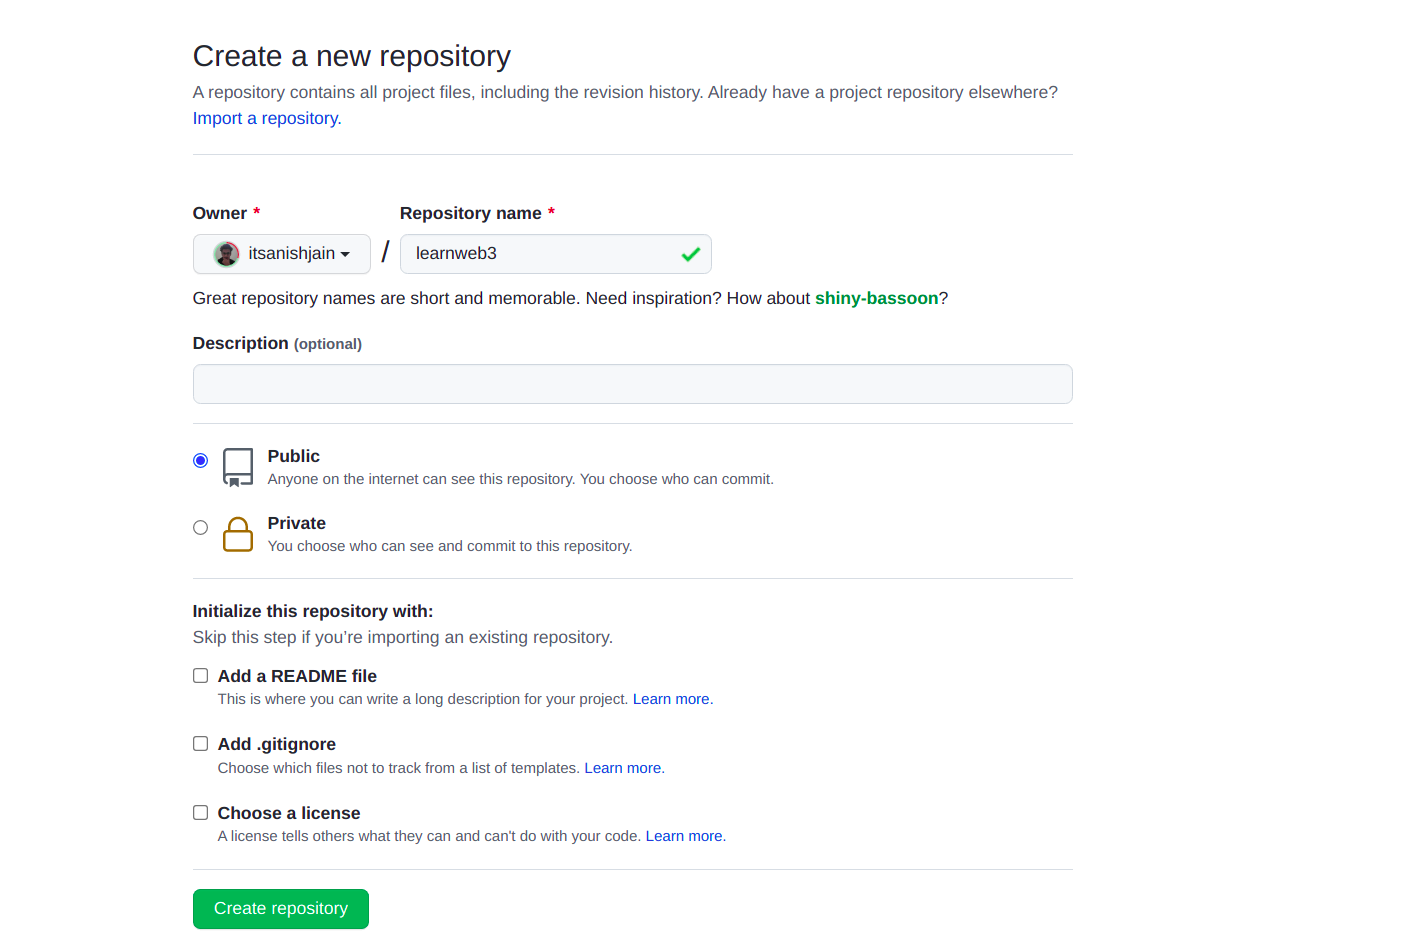 Create a new repository
A repository contains all project files, including the revision history. Already have a project repository elsewhere?
Import a repository.
Owner * Repository name *
itsanishjain / learnweb3
Great repository names are short and memorable. Need inspiration? How about shiny-bassoon?
Description (optional)
Public
Anyone on the internet can see this repository. You choose who can commit.
Private
You choose who can see and commit to this repository.
Initialize this repository with:
Skip this step if you’re importing an existing repository.
Add a README file
This is where you can write a long description for your project. Learn more.
Add .gitignore
Choose which files not to track from a list of templates. Learn more.
Choose a license
A license tells others what they can and can't do with your code. Learn more.
Create repository